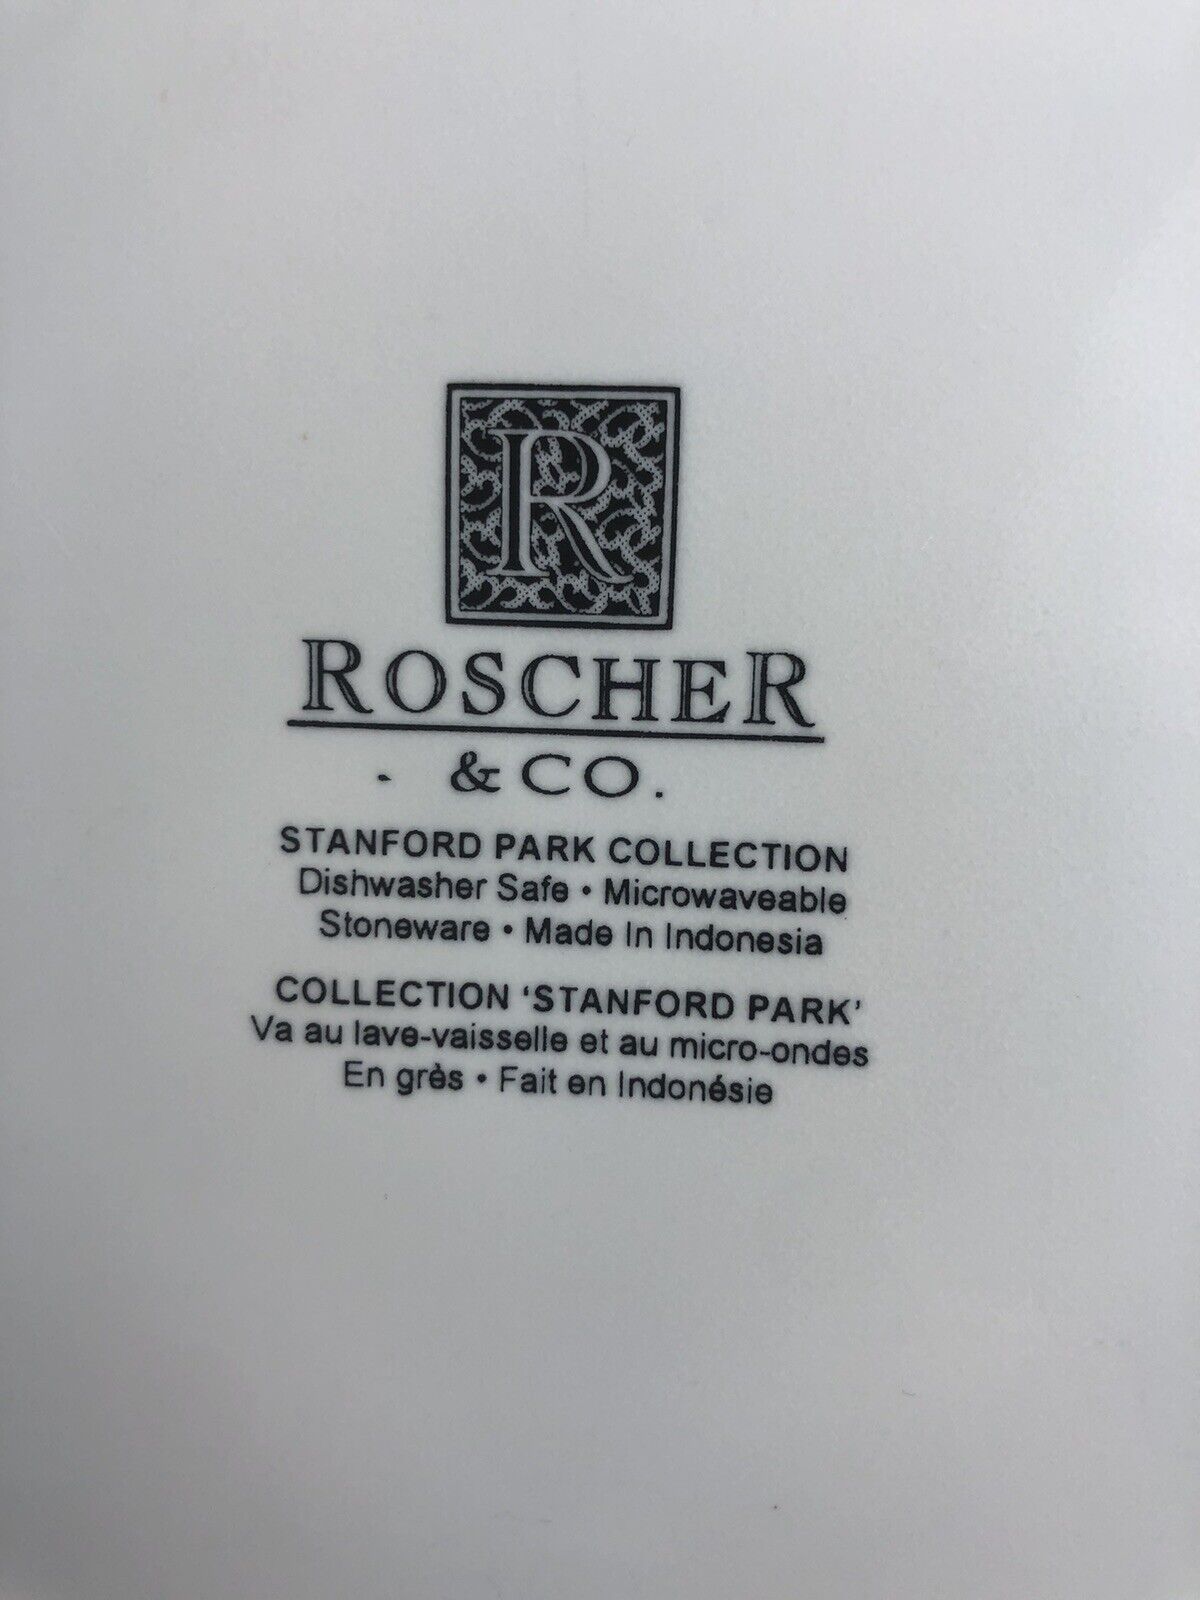 R
ROSCHER
& CO.
STANFORD PARK COLLECTION
Dishwasher Safe • Microwaveable
Stoneware • Made In Indonesia
COLLECTION ‘STANFORD PARK’
Va au lave-vaisselle et au micro-ondes
En grès • Fait en Indonésie